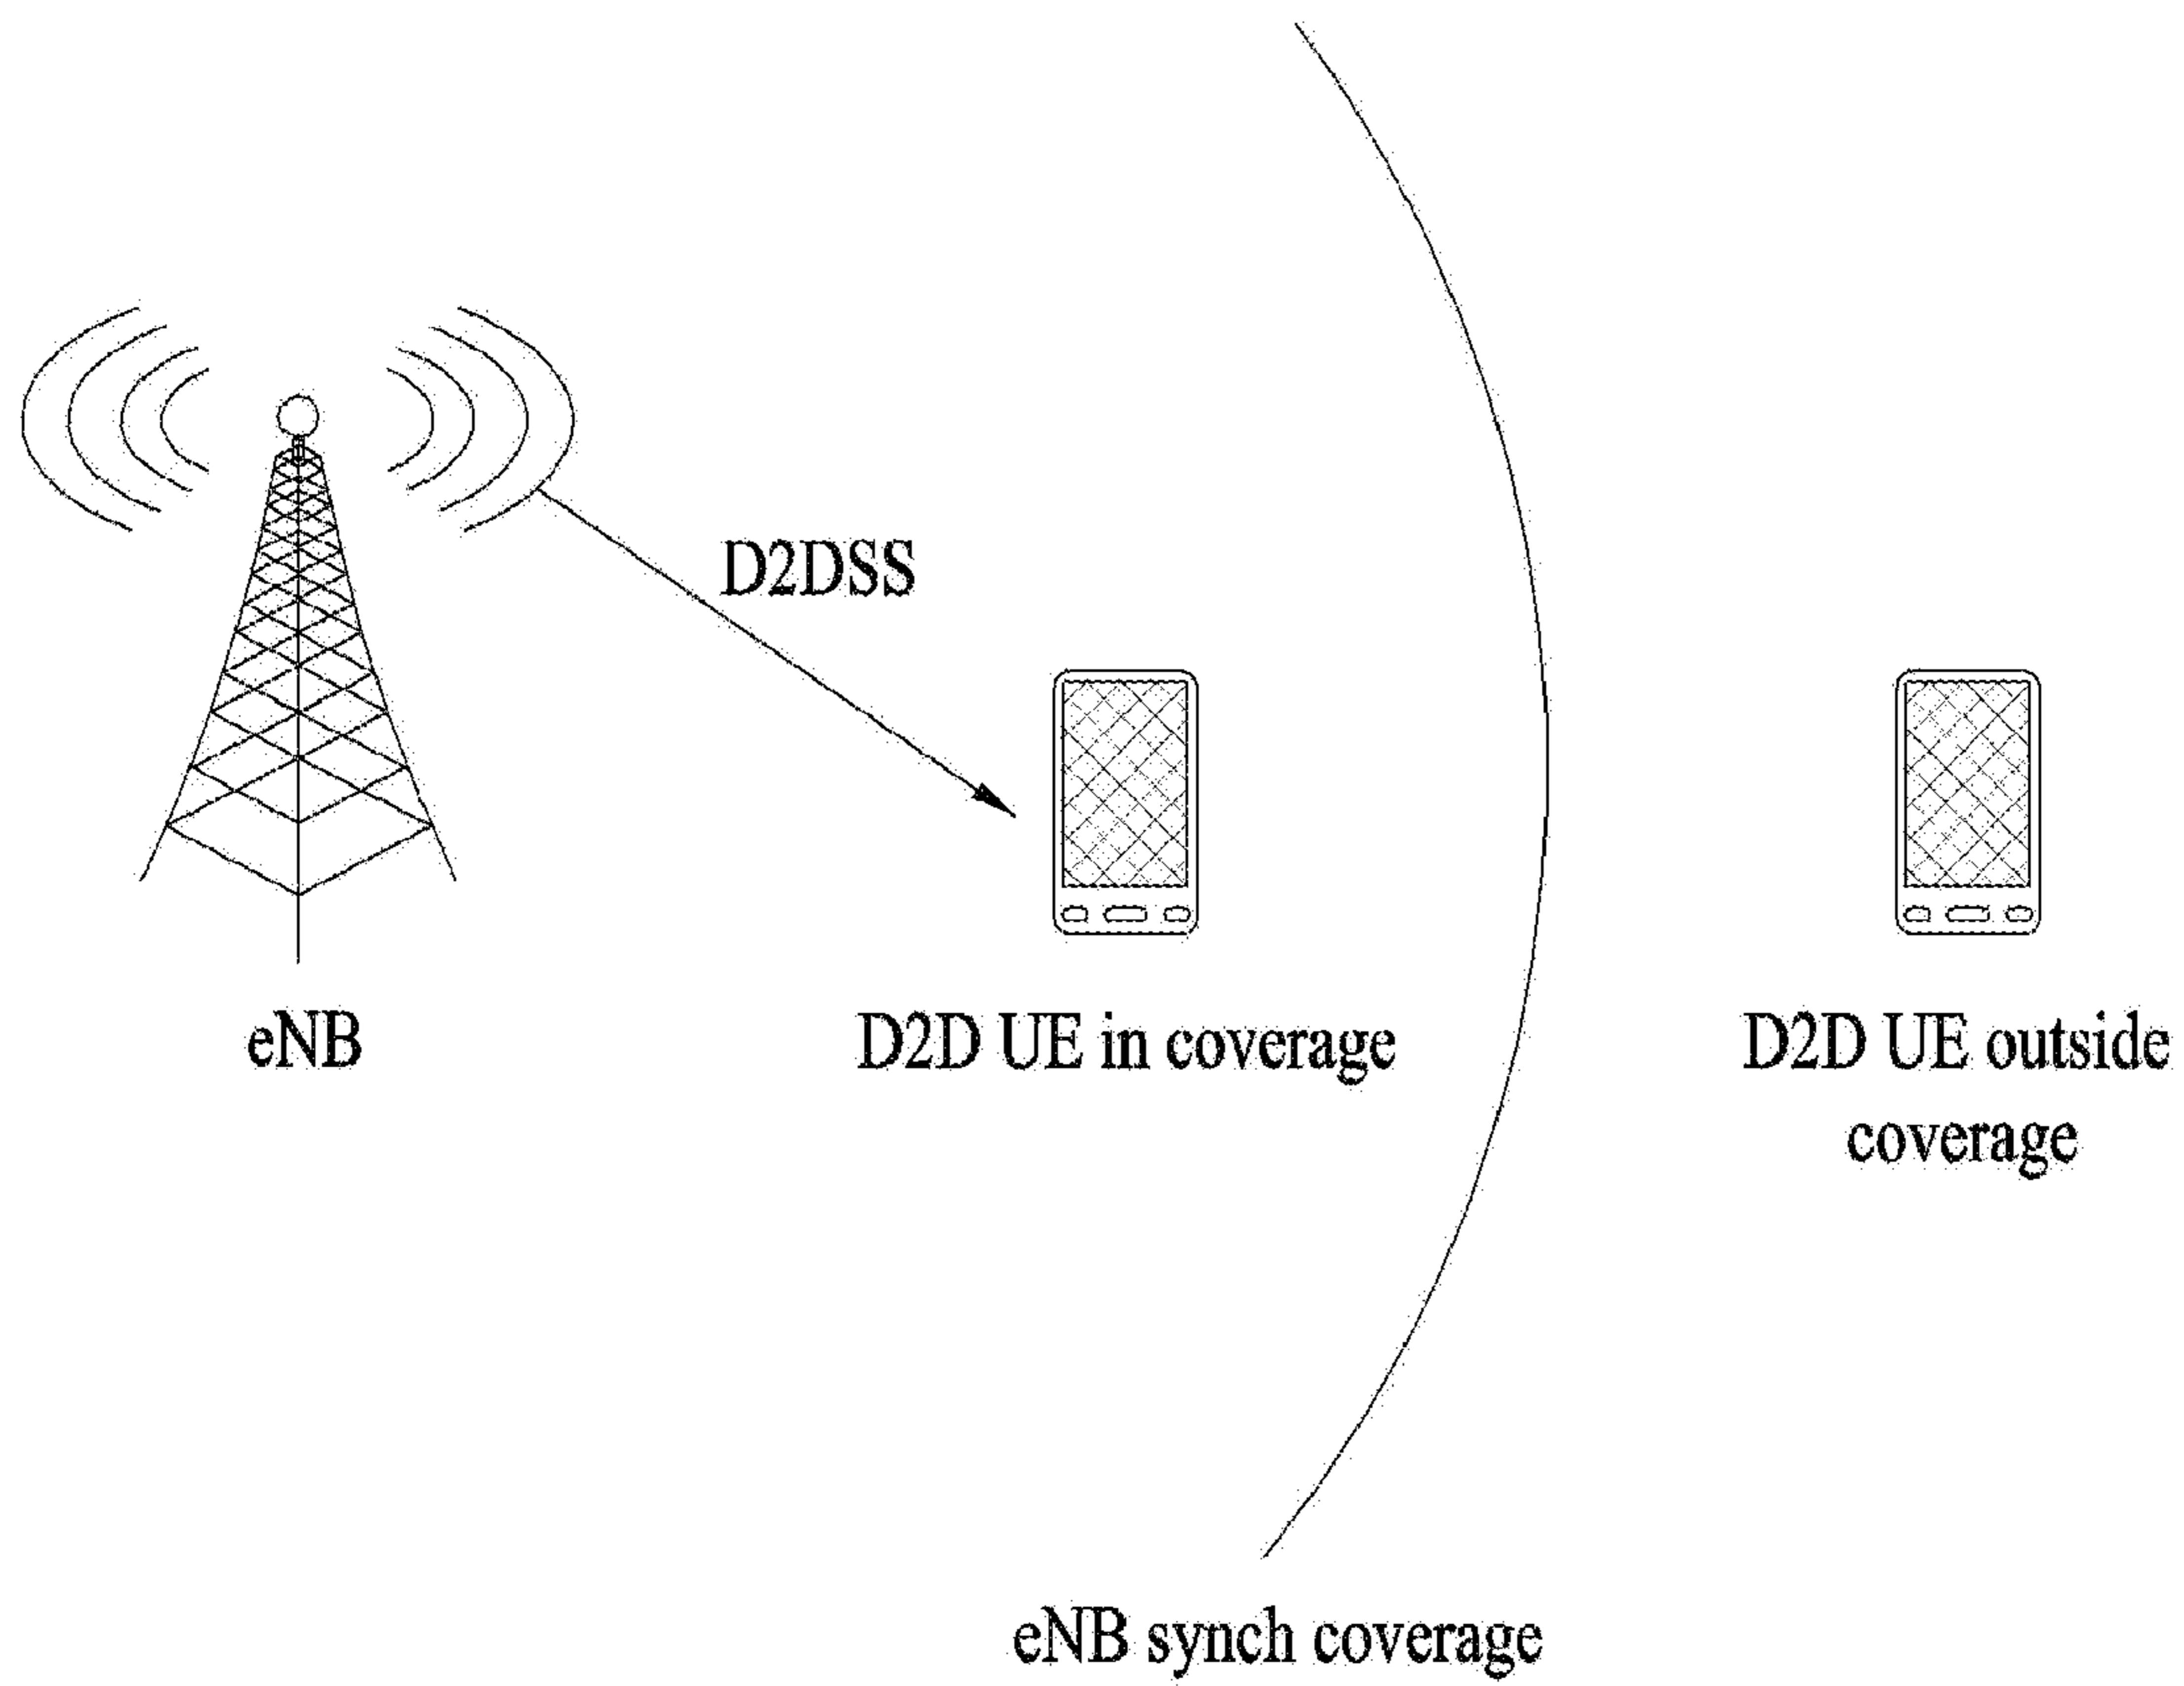 D2DSS
eNB
D2D UE in coverage
D2D UE outside
coverage
eNB synch coverage